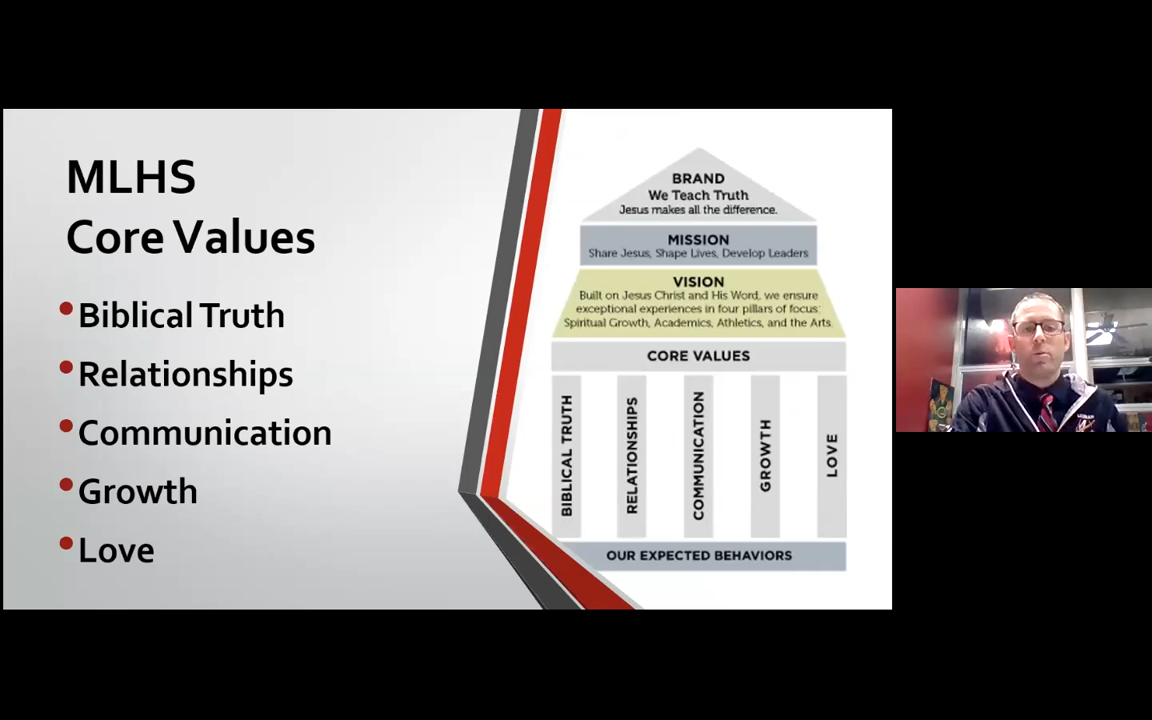 MLHS
Core Values
Biblical Truth
Relationships
Communication
Growth
Love
BRAND
We Teach Truth
Jesus makes all the difference.
MISSION
Share Jesus, Shape Lives, Develop Leaders
VISION
Built on Jesus Christ and His Word, we ensure
exceptional experiences in four pillars of focus:
Spiritual Growth, Academics, Athletics, and the Arts.
CORE VALUES
BIBLICAL TRUTH
RELATIONSHIPS
COMMUNICATION
GROWTH
LOVE
OUR EXPECTED BEHAVIORS